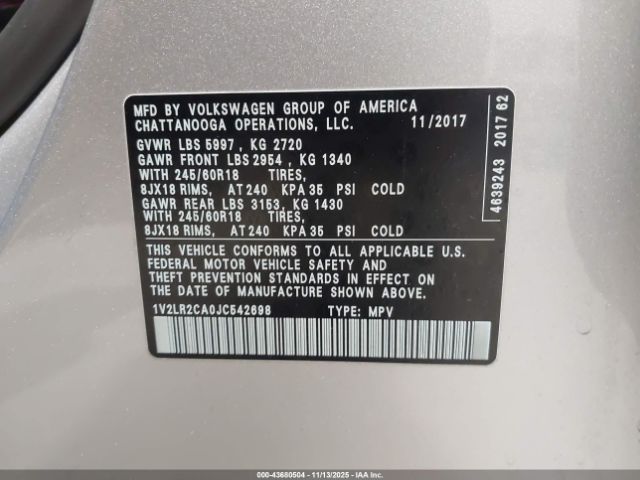 MFD BY VOLKSWAGEN GROUP OF AMERICA
CHATTANOOGA OPERATIONS, LLC. 11/2017
GVWR LBS 5997 , KG 2720
GAWR FRONT LBS 2954 , KG 1340
WITH 245/60R18 TIRES,
8JX18 RIMS, AT 240 KPA 35 PSI COLD
GAWR REAR LBS 3153, KG 1430
WITH 245/60R18 TIRES,
8JX18 RIMS, AT 240 KPA 35 PSI COLD
THIS VEHICLE CONFORMS TO ALL APPLICABLE U.S.
FEDERAL MOTOR VEHICLE SAFETY AND
THEFT PREVENTION STANDARDS IN EFFECT ON
THE DATE OF MANUFACTURE SHOWN ABOVE.
1V2LR2CA0JC542698 TYPE: MPV
4639243 2017 62
000-43680504 - 11/13/2025 - COPYRIGHT IAA, LLC